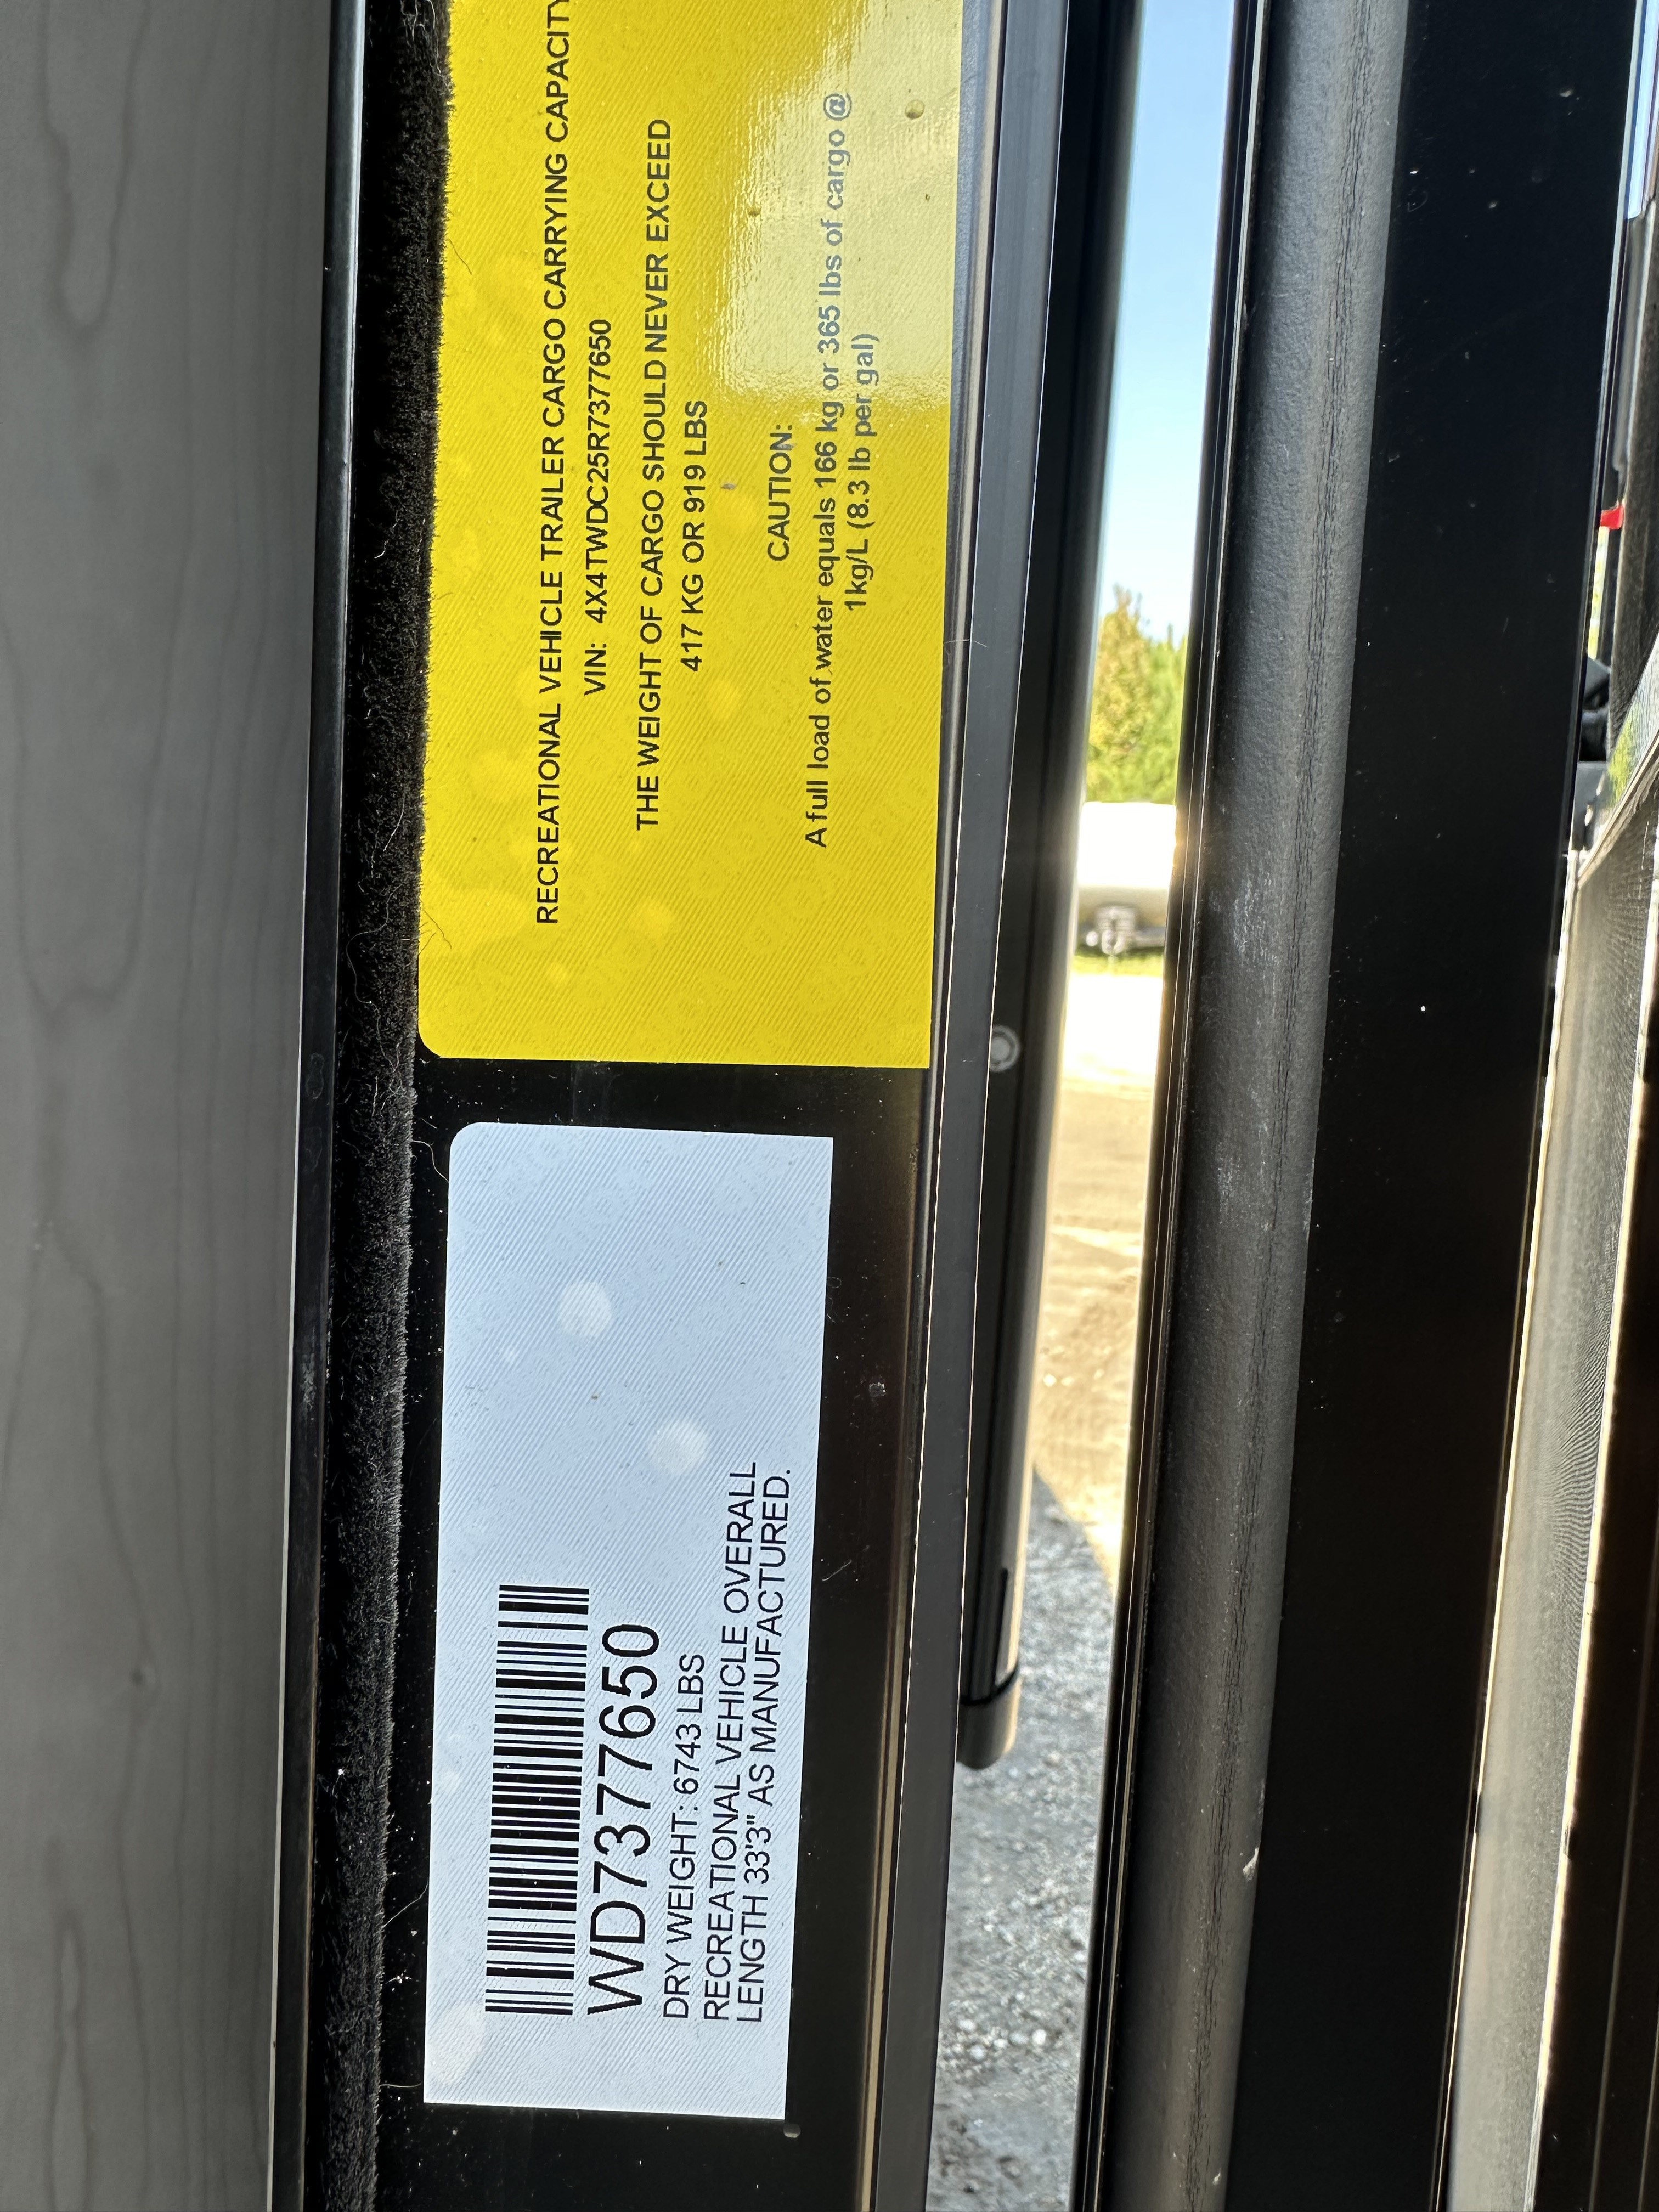 RECREATIONAL VEHICLE TRAILER CARGO CARRYING CAPACITY
VIN: 4X4TWDC25R7377650
THE WEIGHT OF CARGO SHOULD NEVER EXCEED
417 KG OR 919 LBS
CAUTION:
A full load of water equals 166 kg or 365 lbs of cargo @
1kg/L (8.3 lb per gal)
WD7377650
DRY WEIGHT: 6743 LBS
RECREATIONAL VEHICLE OVERALL
LENGTH 33'3" AS MANUFACTURED.